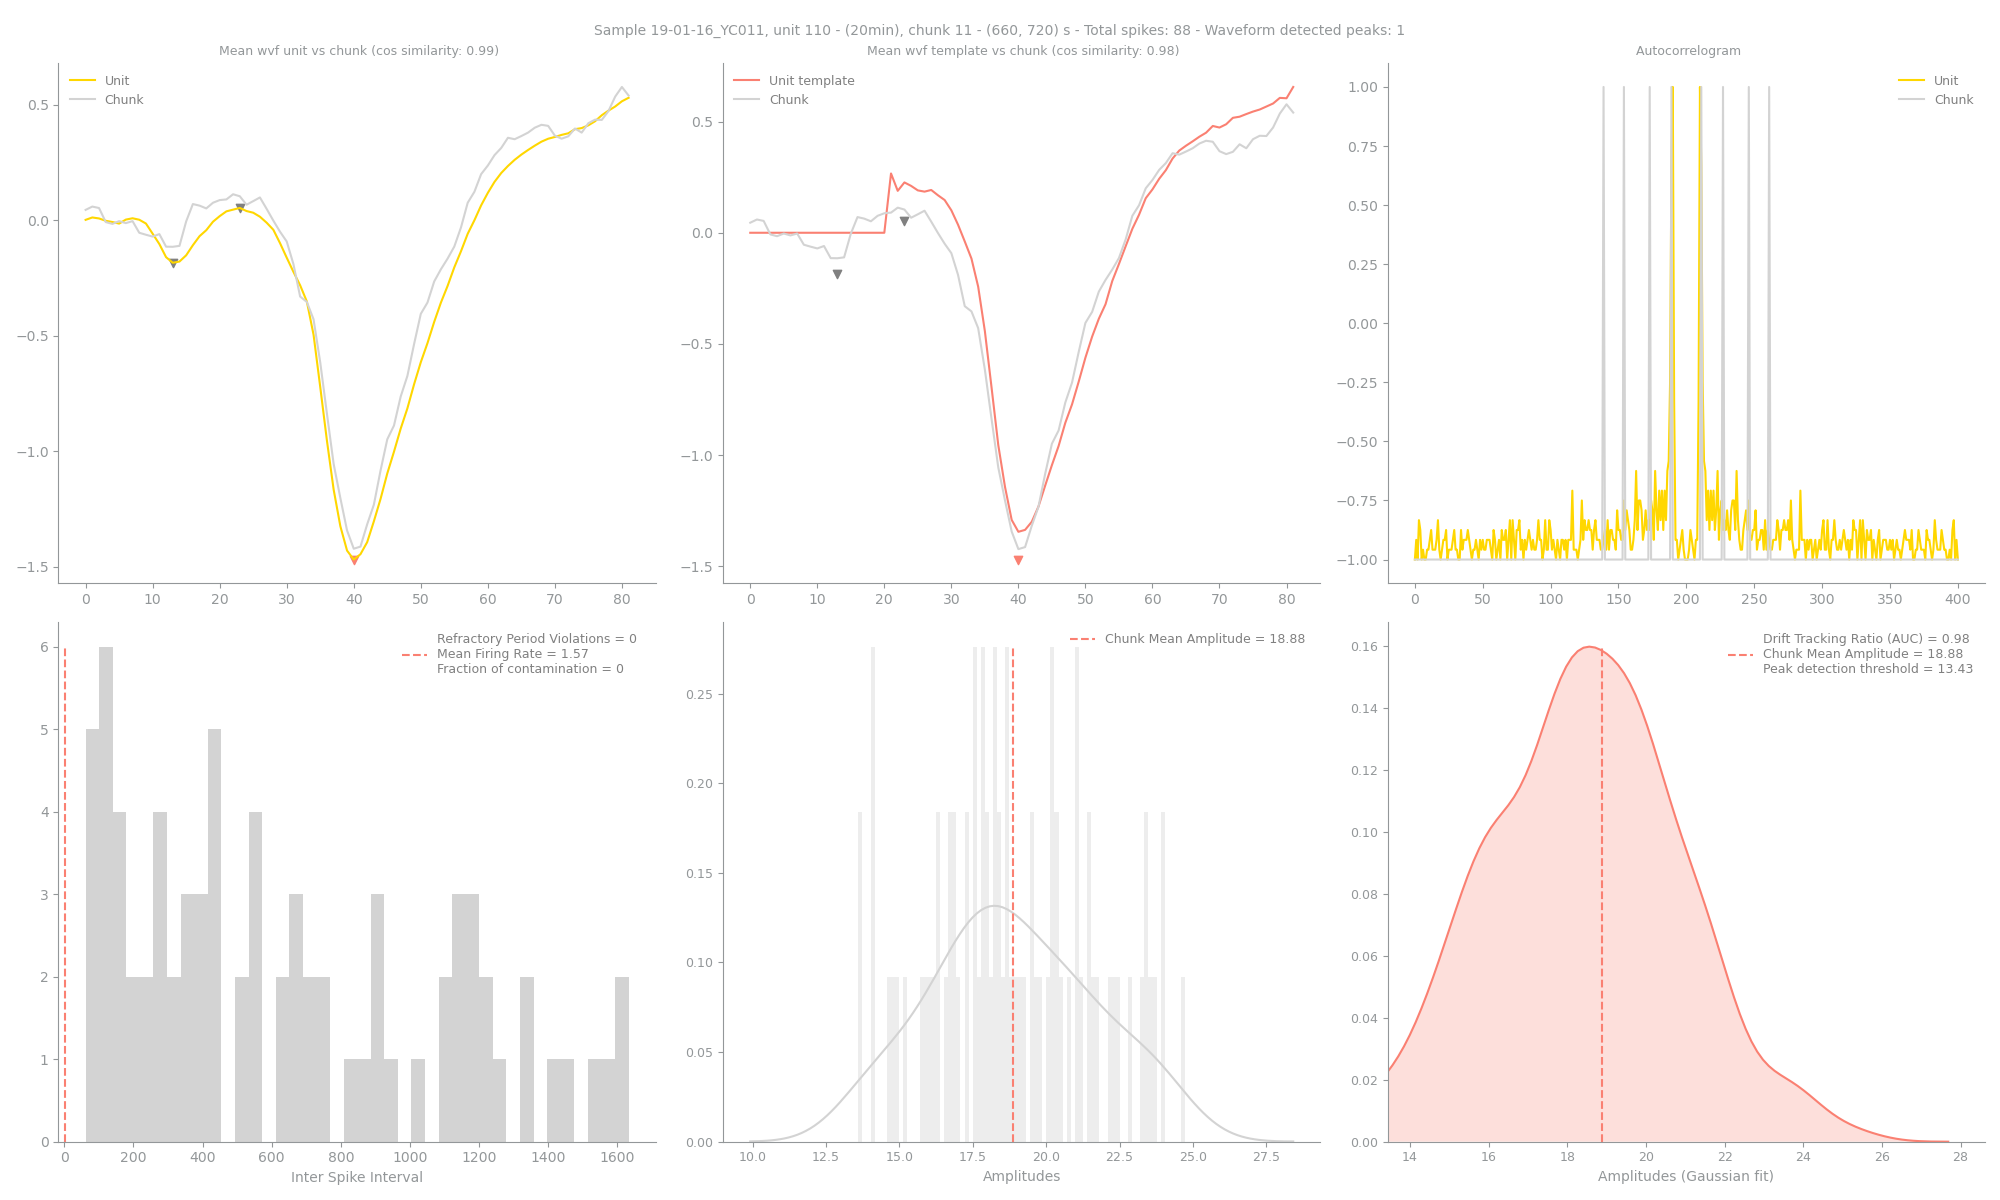 Sample 19-01-16_YC011, unit 110 - (20min), chunk 11 - (660, 720) s - Total spikes: 88 - Waveform detected peaks: 1
Mean wvf unit vs chunk (cos similarity: 0.99)
Unit
Chunk
0.5
0.0
−0.5
−1.0
−1.5
0 10 20 30 40 50 60 70 80
Mean wvf template vs chunk (cos similarity: 0.98)
Unit template
Chunk
0.5
0.0
−0.5
−1.0
−1.5
0 10 20 30 40 50 60 70 80
Autocorrelogram
Unit
Chunk
1.00
0.75
0.50
0.25
0.00
−0.25
−0.50
−0.75
−1.00
0 50 100 150 200 250 300 350 400
Refractory Period Violations = 0
Mean Firing Rate = 1.57
Fraction of contamination = 0
6
5
4
3
2
1
0
0 200 400 600 800 1000 1200 1400 1600
Inter Spike Interval
Chunk Mean Amplitude = 18.88
0.25
0.20
0.15
0.10
0.05
0.00
10.0 12.5 15.0 17.5 20.0 22.5 25.0 27.5
Amplitudes
Drift Tracking Ratio (AUC) = 0.98
Chunk Mean Amplitude = 18.88
Peak detection threshold = 13.43
0.16
0.14
0.12
0.10
0.08
0.06
0.04
0.02
0.00
14 16 18 20 22 24 26 28
Amplitudes (Gaussian fit)